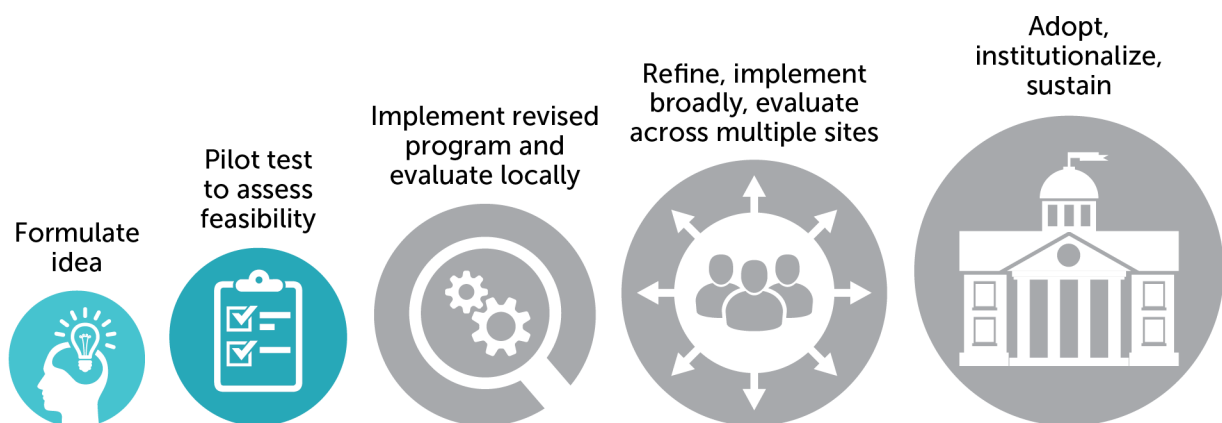 Formulate
idea
Pilot test
to assess
feasibility
Implement revised
program and
evaluate locally
Refine, implement
broadly, evaluate
across multiple sites
Adopt,
institutionalize,
sustain